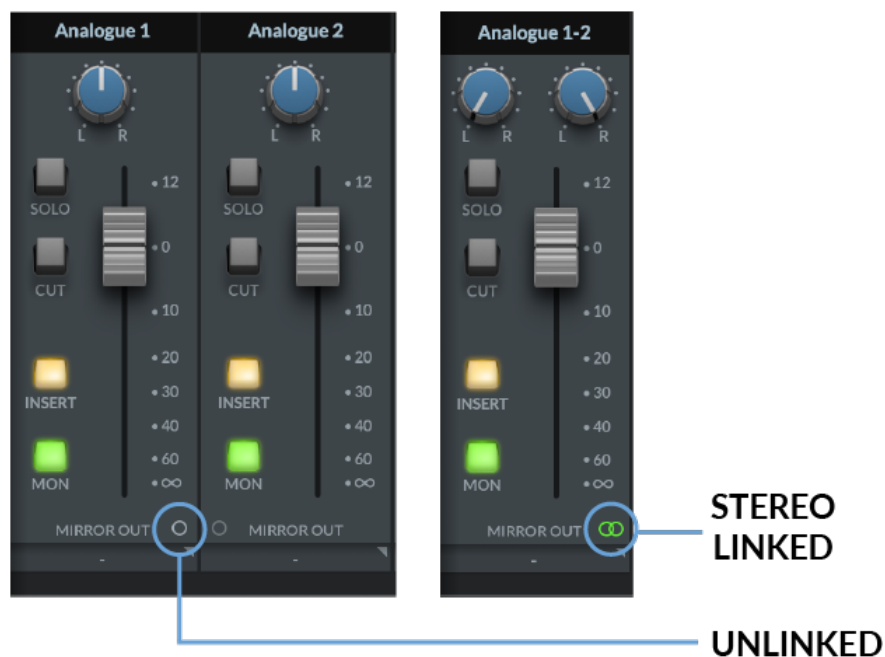 Analogue 1 Analogue 2 Analogue 1-2
L R L R L R L R
12 12 12
SOLO SOLO SOLO
0 0 0
CUT CUT CUT
10 10 10
20 20 20
INSERT 30 INSERT 30 INSERT 30
40 40 40
60 60 60
MON ∞ MON ∞ MON ∞
MIRROR OUT MIRROR OUT MIRROR OUT
- - -
STEREO
LINKED
UNLINKED